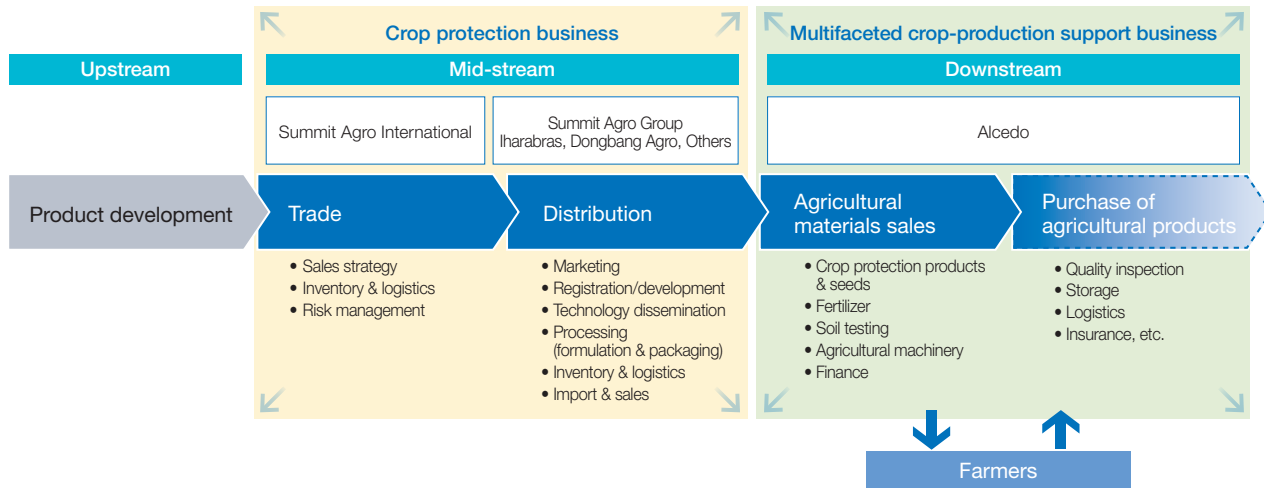 Crop protection business
Multifaceted crop-production support business
Upstream
Mid-stream
Downstream
Summit Agro International
Summit Agro Group
Iharabras, Dongbang Agro, Others
Alcedo
Product development
Trade
Distribution
Agricultural
materials sales
Purchase of
agricultural products
• Sales strategy
• Inventory & logistics
• Risk management
• Marketing
• Registration/development
• Technology dissemination
• Processing
(formulation & packaging)
• Inventory & logistics
• Import & sales
• Crop protection products
& seeds
• Fertilizer
• Soil testing
• Agricultural machinery
• Finance
• Quality inspection
• Storage
• Logistics
• Insurance, etc.
Farmers